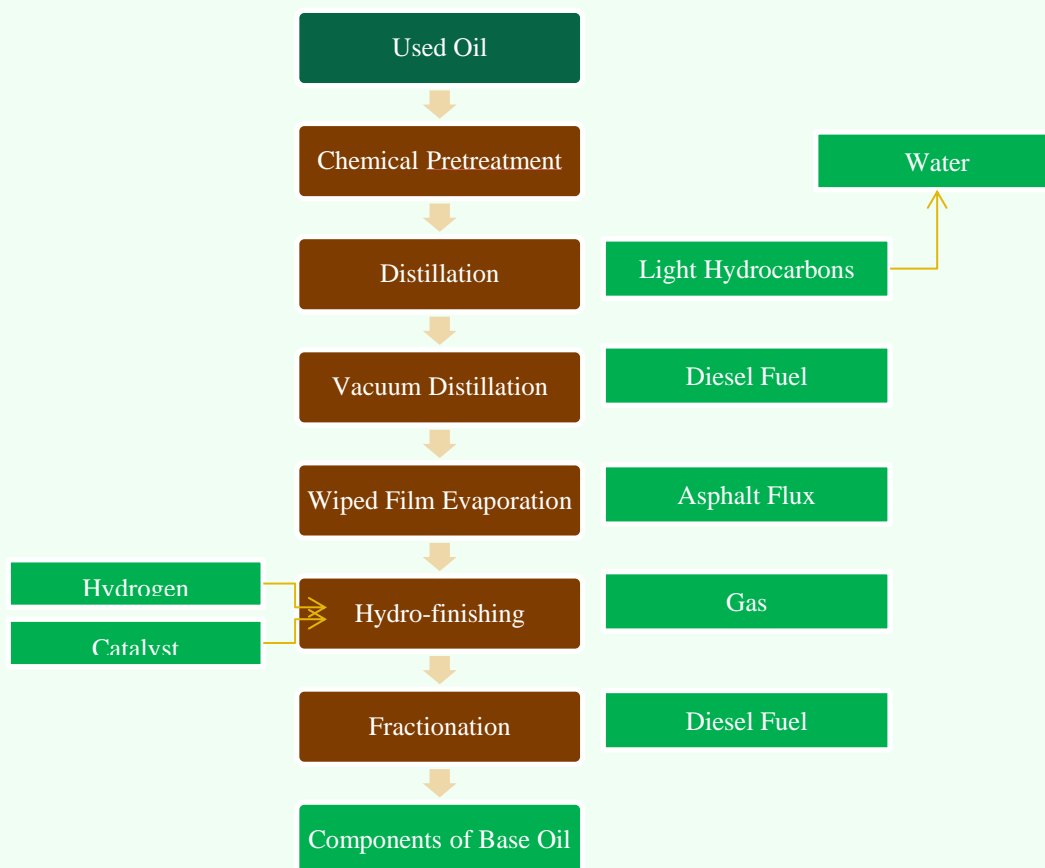 Used Oil
Chemical Pretreatment
Water
Distillation
Light Hydrocarbons
Vacuum Distillation
Diesel Fuel
Wiped Film Evaporation
Asphalt Flux
Hydrogen
Catalyst
Hydro-finishing
Gas
Fractionation
Diesel Fuel
Components of Base Oil